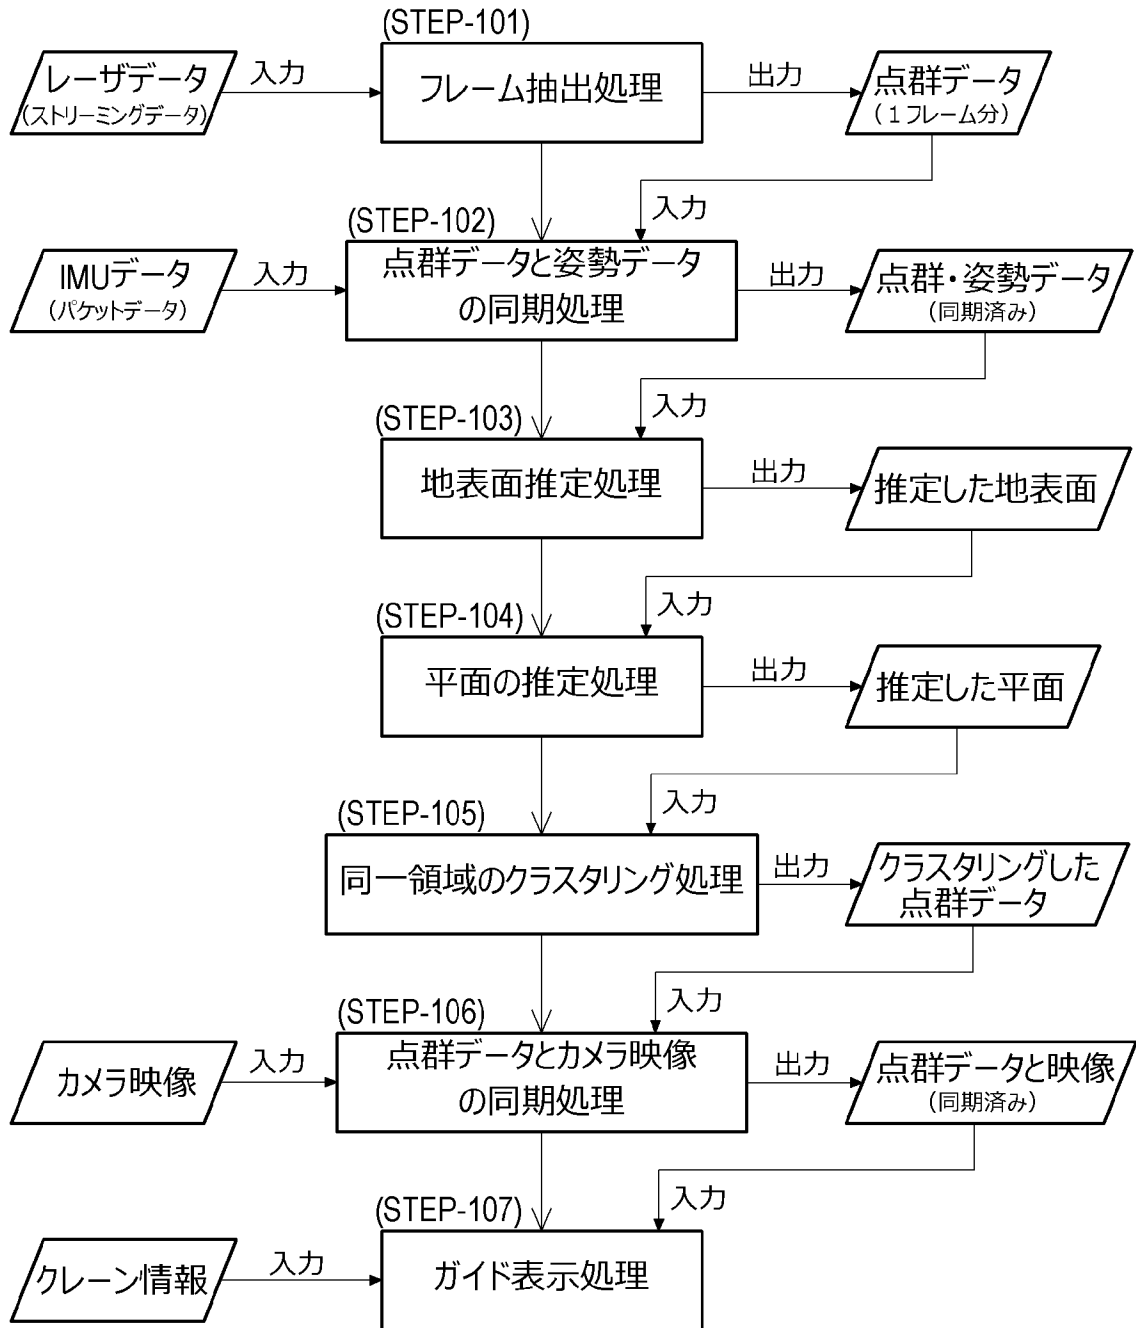 (STEP-101)
レーザデータ
(ストリーミングデータ)
入力
フレーム抽出処理
出力
点群データ
(1フレーム分)
入力
(STEP-102)
IMUデータ
(パケットデータ)
入力
点群データと姿勢データ
の同期処理
出力
点群・姿勢データ
(同期済み)
入力
(STEP-103)
地表面推定処理
出力
推定した地表面
入力
(STEP-104)
平面の推定処理
出力
推定した平面
入力
(STEP-105)
同一領域のクラスタリング処理
出力
クラスタリングした
点群データ
入力
(STEP-106)
カメラ映像
入力
点群データとカメラ映像
の同期処理
出力
点群データと映像
(同期済み)
入力
(STEP-107)
クレーン情報
入力
ガイド表示処理